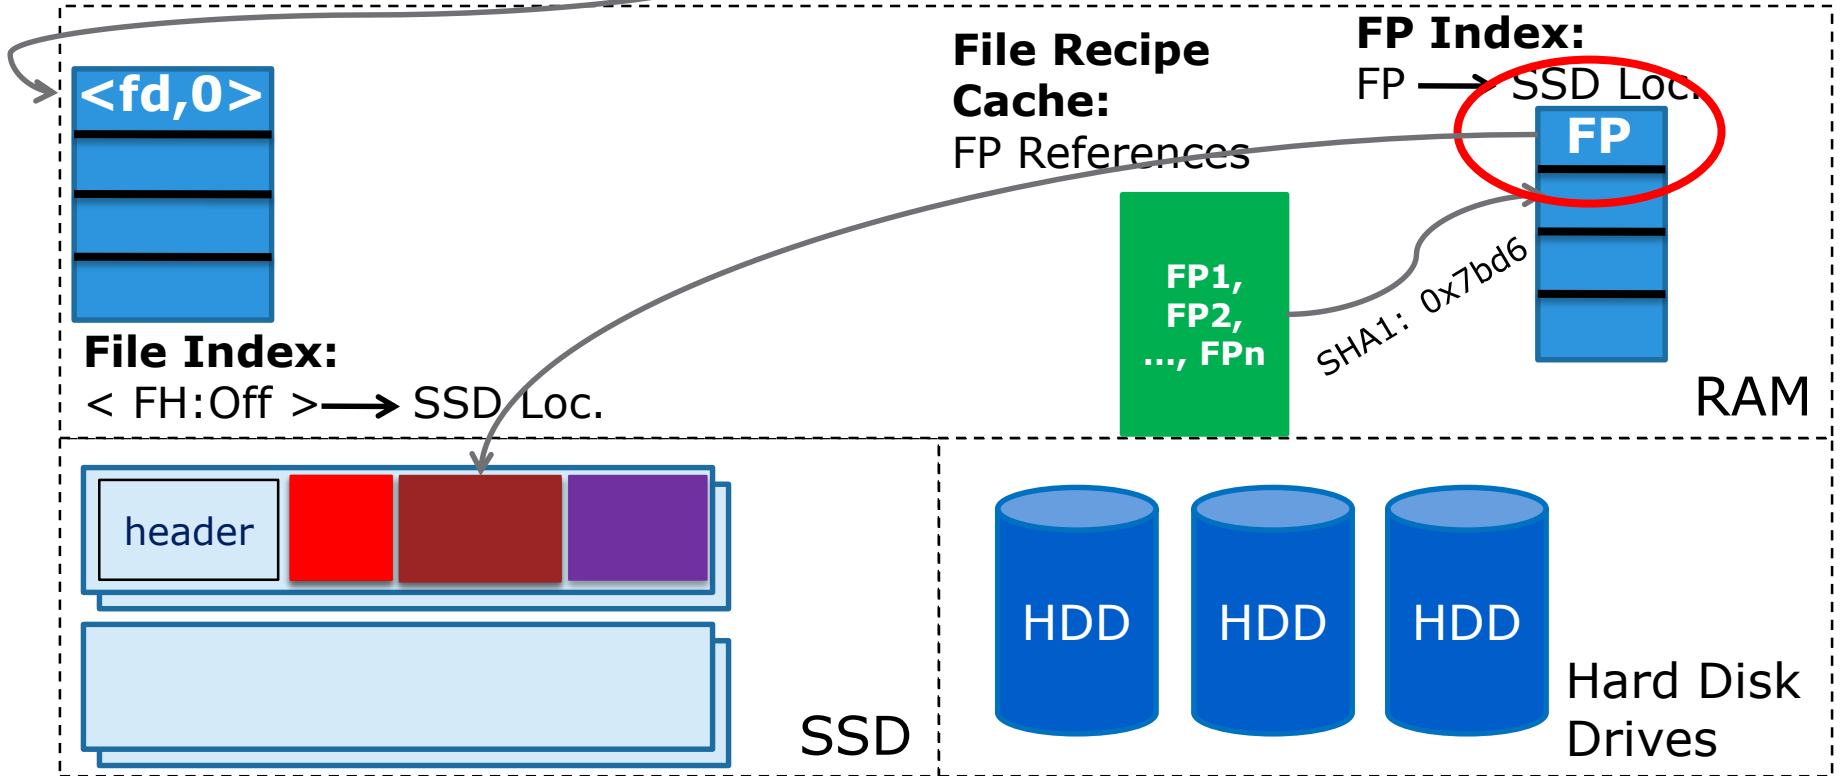 <fd,0>
File Index:
< FH:Off > SSD Loc.
File Recipe
Cache:
FP References
FP1,
FP2,
..., FPn
SHA1: 0x7bd6
FP Index:
FP SSD Loc.
FP
RAM
header
SSD
HDD
HDD
HDD
Hard Disk
Drives